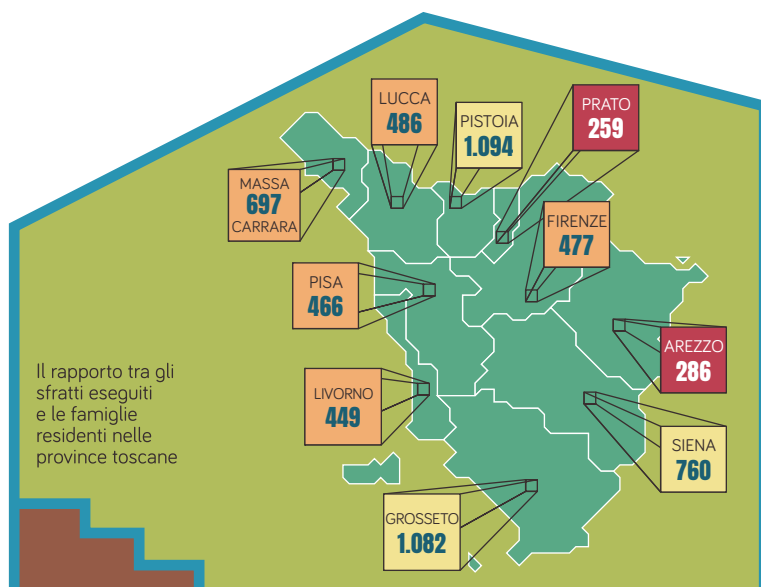 LUCCA
486
PISTOIA
1.094
PRATO
259
MASSA
697
CARRARA
FIRENZE
477
PISA
466
AREZZO
286
Il rapporto tra gli
sfratti eseguiti
e le famiglie
residenti nelle
province toscane
LIVORNO
449
SIENA
760
GROSSETO
1.082